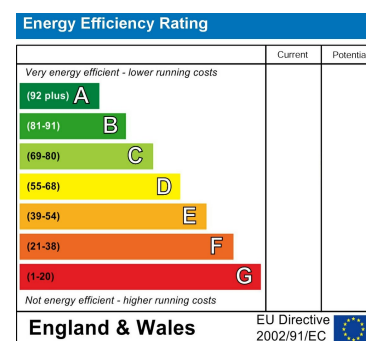 Energy Efficiency Rating
Current Potentia
Very energy efficient - lower running costs
(92 plus) A
(81-91) B
(69-80) C
(55-68) D
(39-54) E
(21-38) F
(1-20) G
Not energy efficient - higher running costs
England & Wales
EU Directive
2002/91/EC